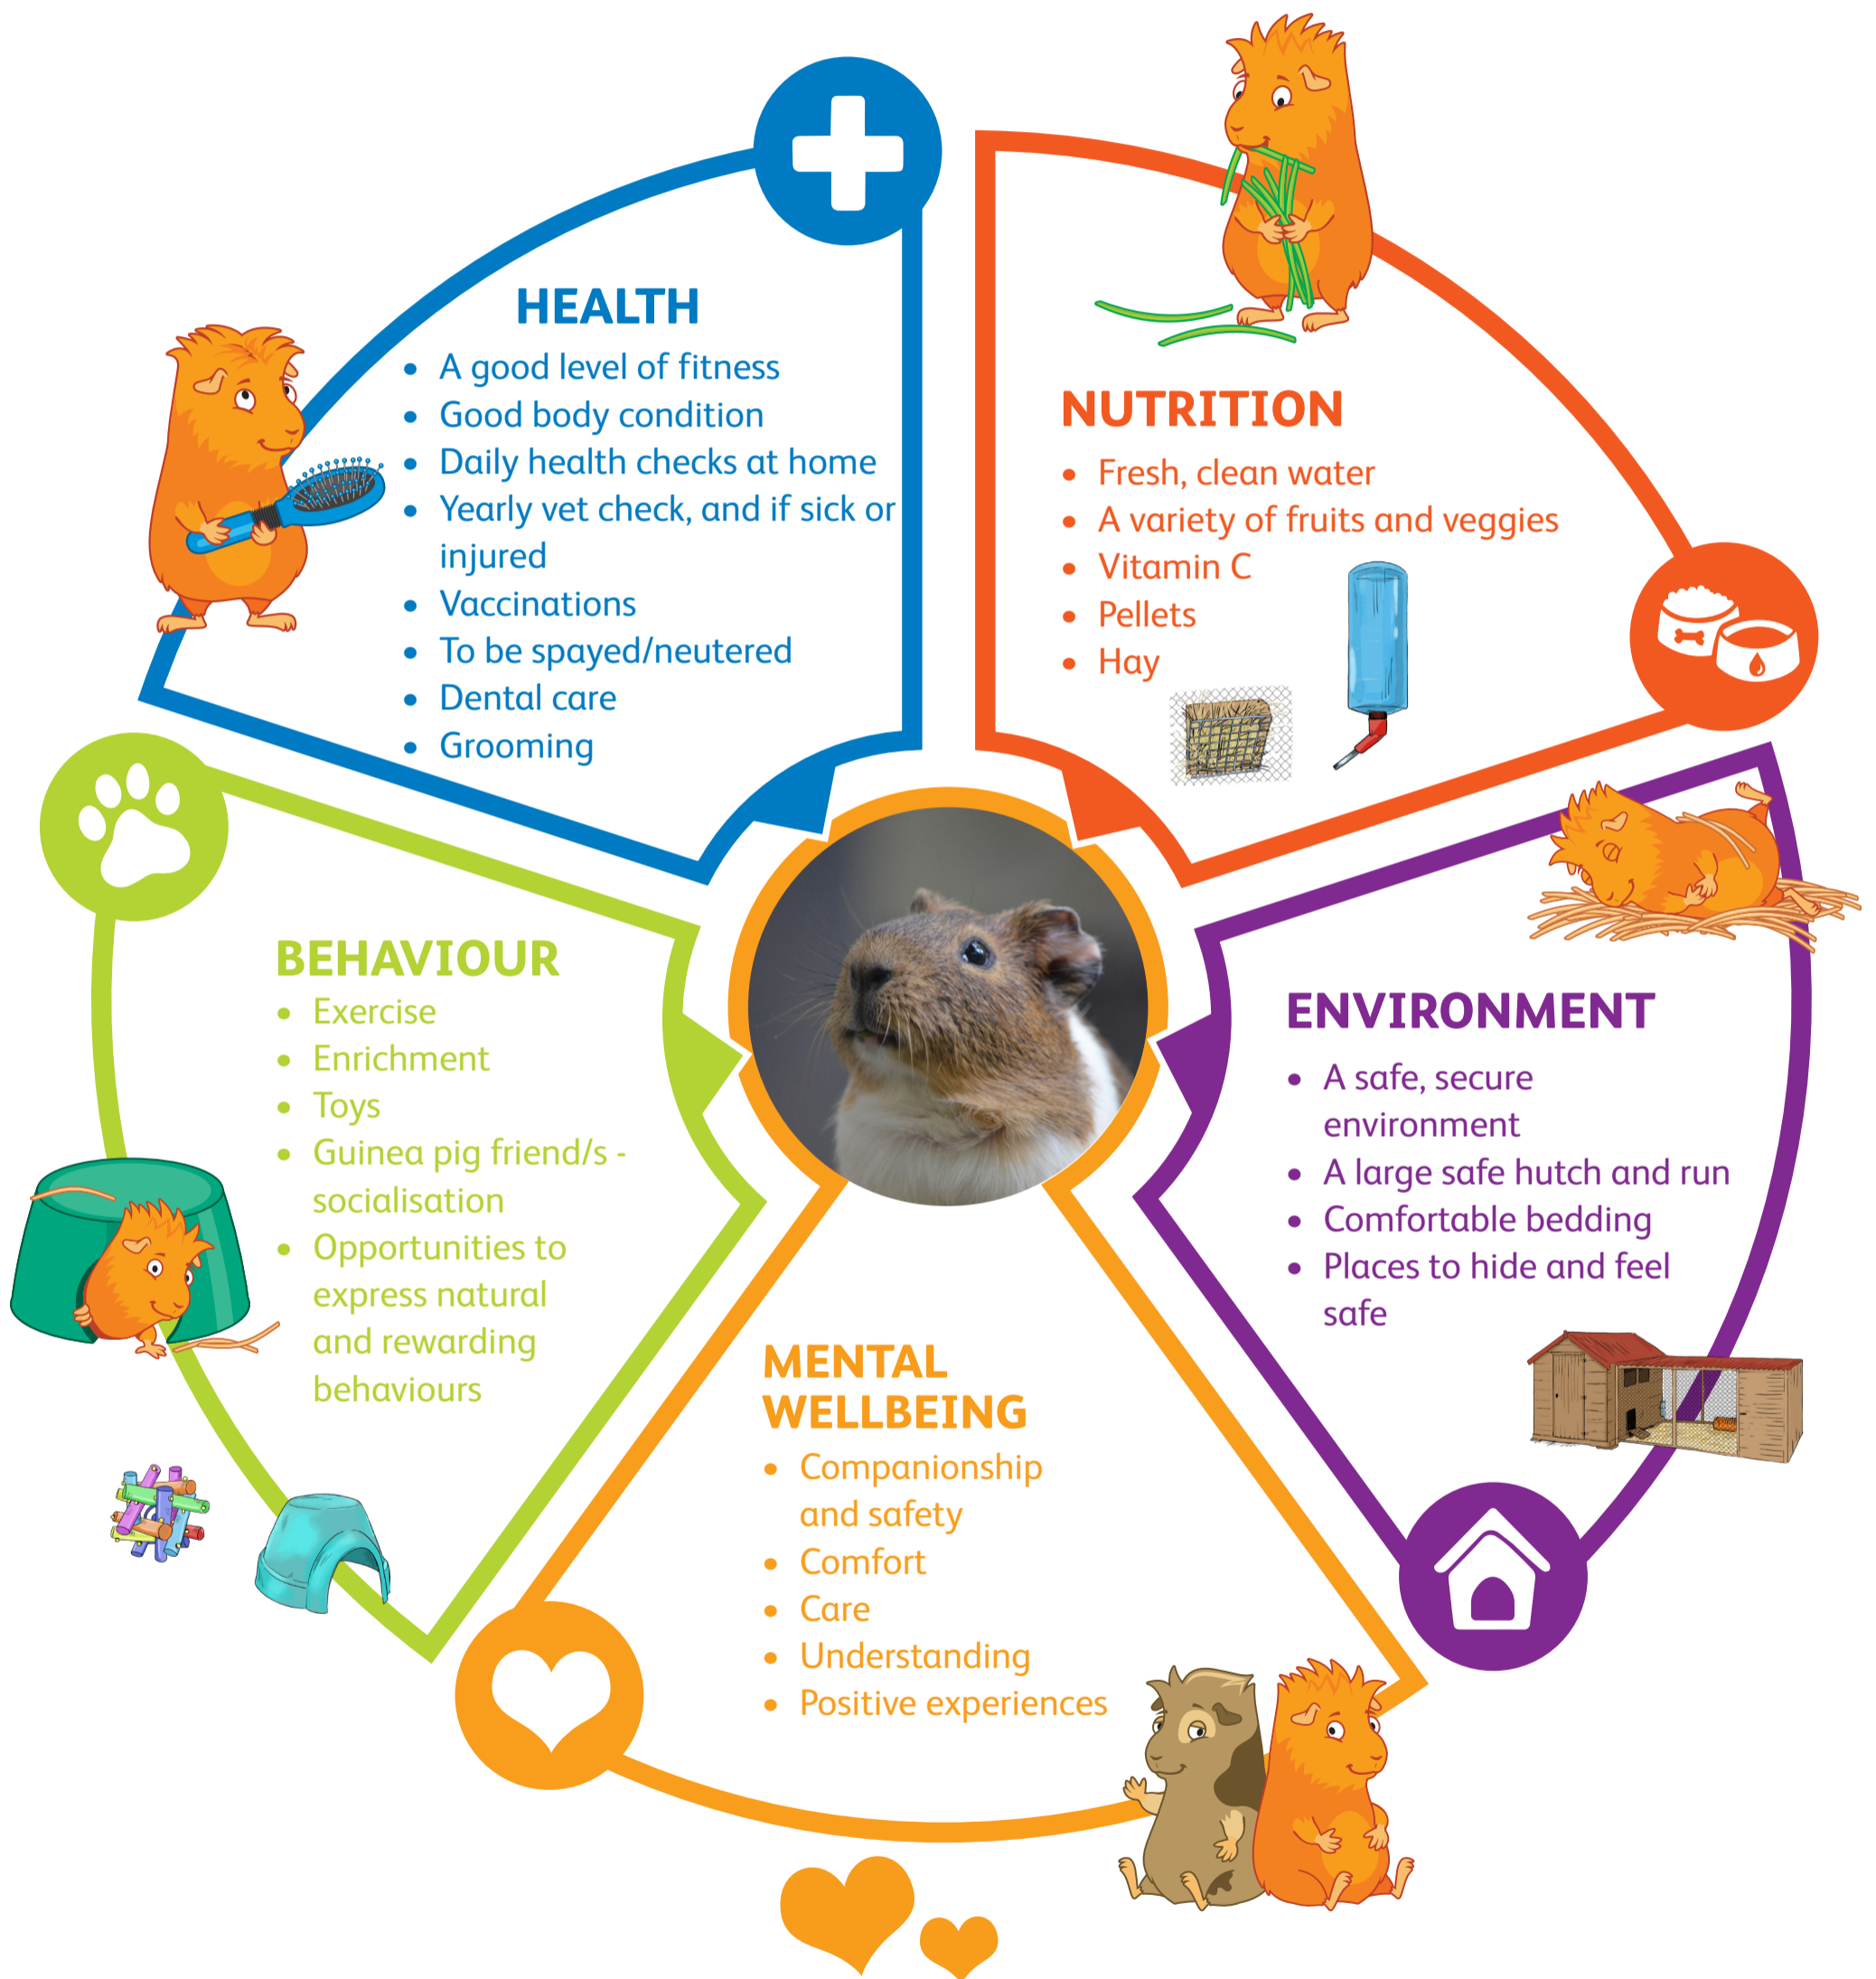 HEALTH
A good level of fitness
Good body condition
Daily health checks at home
Yearly vet check, and if sick or
injured
Vaccinations
To be spayed/neutered
Dental care
Grooming
NUTRITION
Fresh, clean water
A variety of fruits and veggies
Vitamin C
Pellets
Hay
BEHAVIOUR
Exercise
Enrichment
Toys
Guinea pig friend/s -
socialisation
Opportunities to
express natural
and rewarding
behaviours
ENVIRONMENT
A safe, secure
environment
A large safe hutch and run
Comfortable bedding
Places to hide and feel
safe
MENTAL
WELLBEING
Companionship
and safety
Comfort
Care
Understanding
Positive experiences